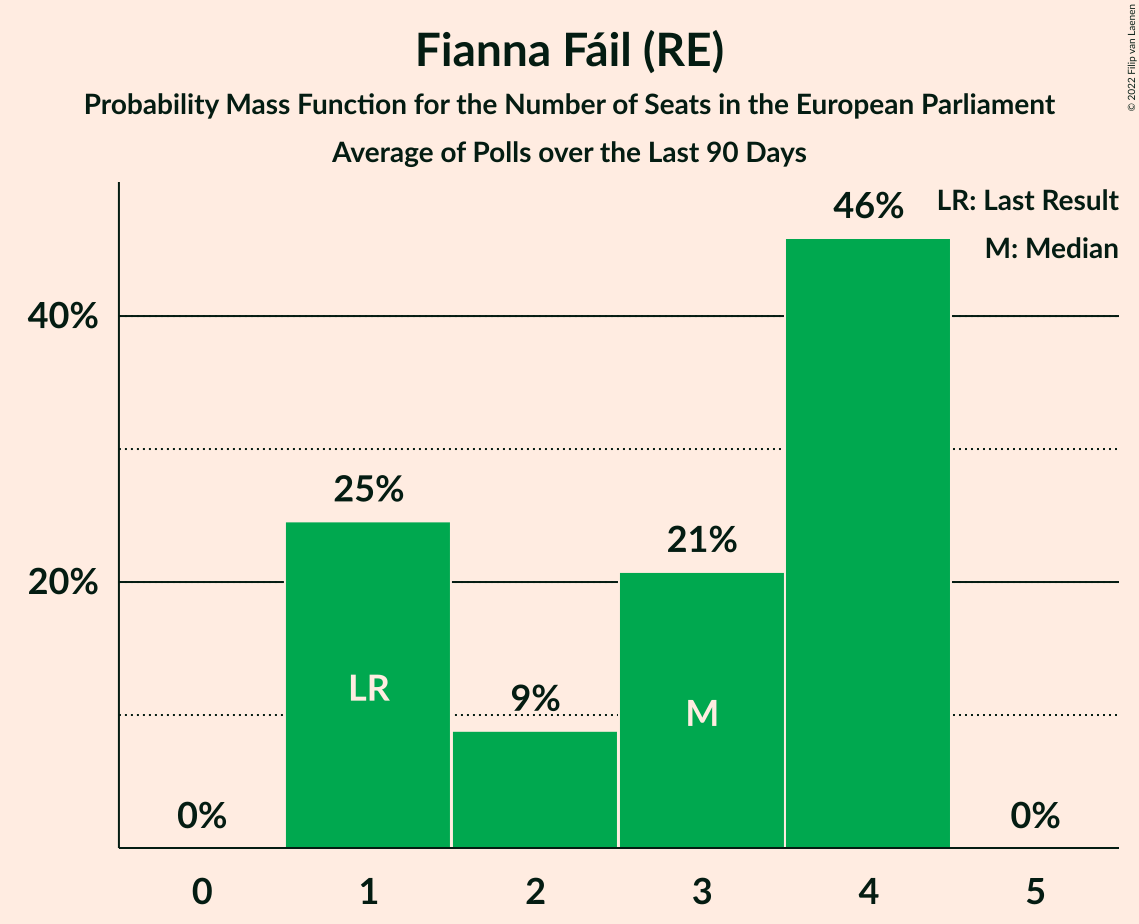 Fianna Fáil (RE)
Probability Mass Function for the Number of Seats in the European Parliament
Average of Polls over the Last 90 Days
© 2022 Filip van Laenen
LR: Last Result
M: Median
40%
20%
0%
25%
9%
21%
46%
0%
LR
M
0
1
2
3
4
5